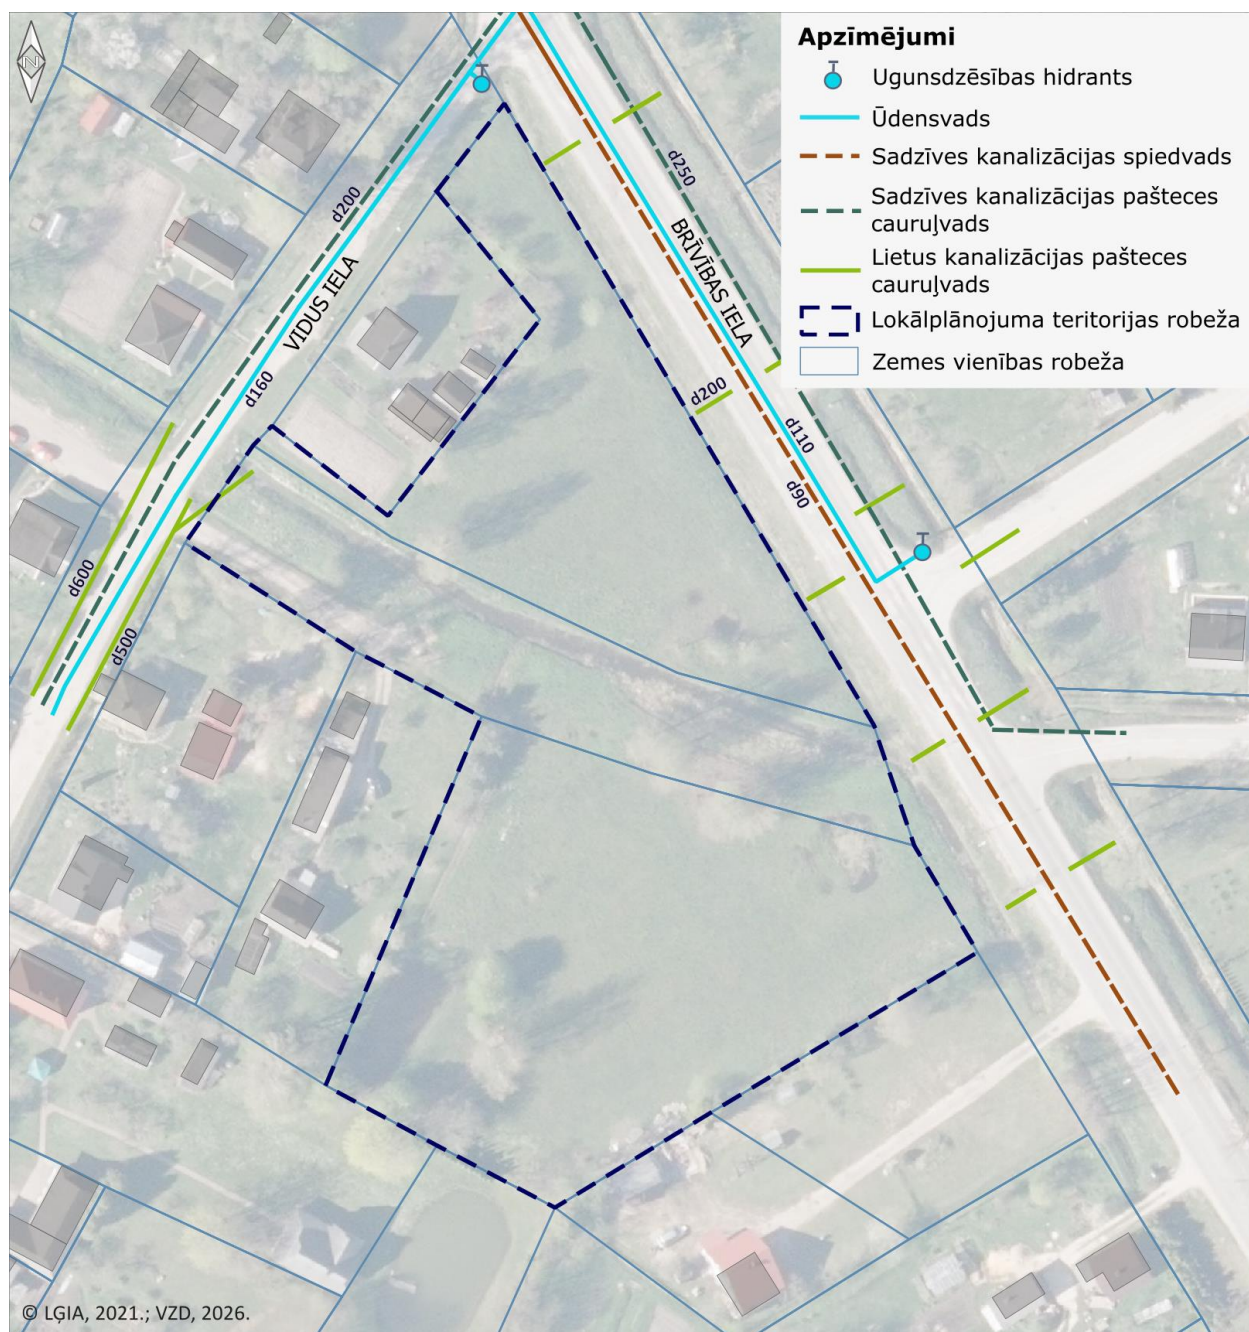 N
Apzīmējumi
Ugunsdzēsības hidrants
Ūdensvads
Sadzīves kanalizācijas spiedvads
Sadzīves kanalizācijas pašteces
cauruļvads
Lietus kanalizācijas pašteces
cauruļvads
Lokālplānojuma teritorijas robeža
Zemes vienības robeža
d250
d200
BRĪVĪBAS IELA
VIDUS IELA
d160
d200
d110
d90
d600
d500
© LĢIA, 2021.; VZD, 2026.